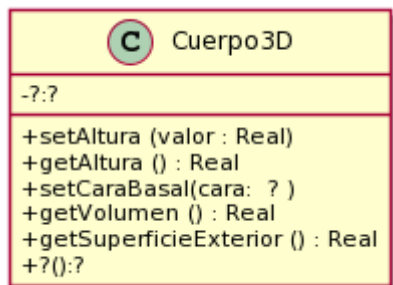 C Cuerpo3D
-?:?
+setAltura (valor : Real)
+getAltura () : Real
+setCaraBasal(cara:  ? )
+getVolumen () : Real
+getSuperficieExterior () : Real
+?():?